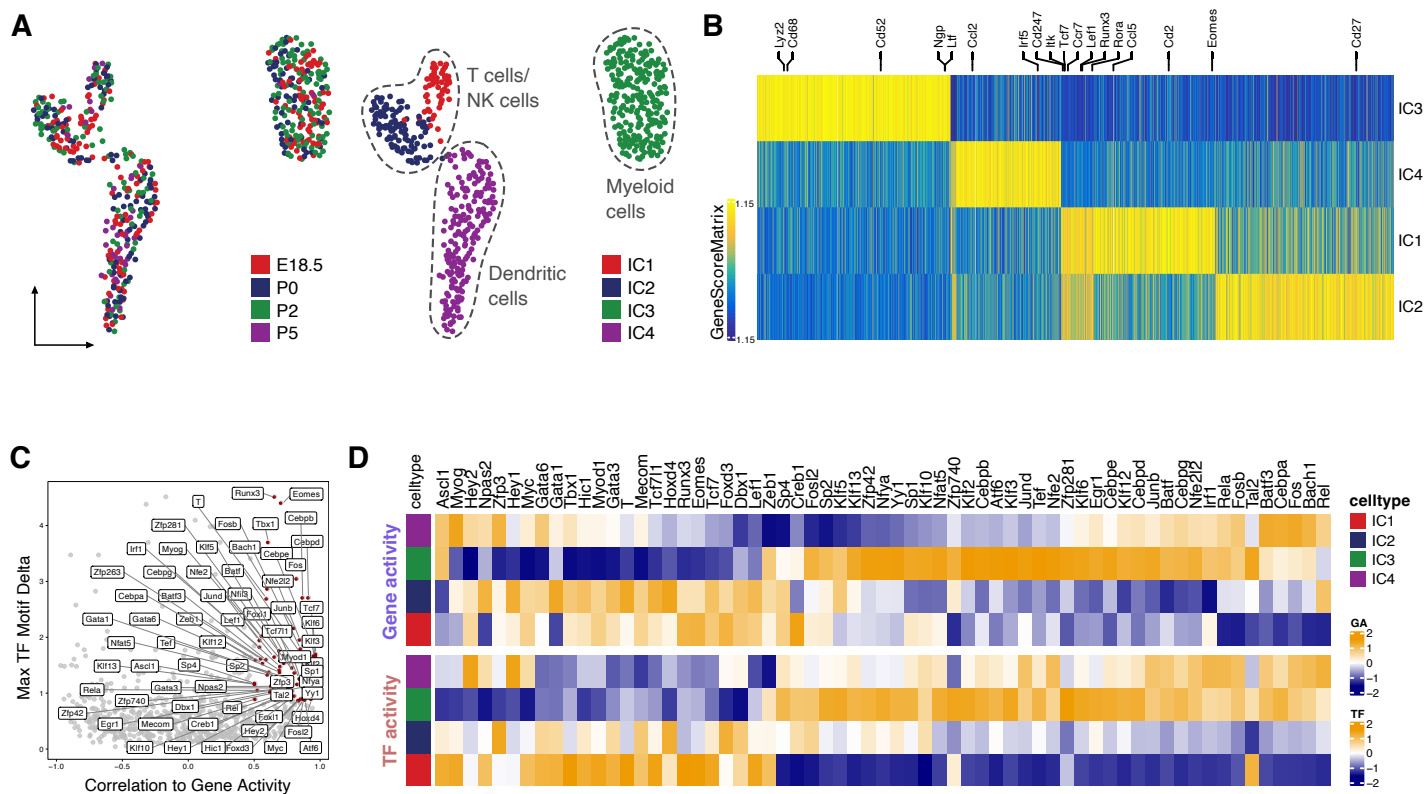 A
T cells/
NK cells
Myeloid
cells
Dendritic
cells
E18.5
P0
P2
P5
IC1
IC2
IC3
IC4
B
Lyz2
Cd68
Cd52
Ngp
Ltf
Ccl2
Irf5
Cd247
Itk
Tcf7
Ccr7
Lef1
Runx3
Rora
Ccl5
Cd2
Eomes
Cd27
IC3
IC4
IC1
IC2
GeneScoreMatrix
1.15
1.15
C
Max TF Motif Delta
4
3
2
1
0
−1.0
−0.5
0.0
0.5
1.0
Correlation to Gene Activity
Runx3
Eomes
T
Cebpb
Zfp281
Fosb
Tbx1
Cebpd
Irf1
Myog
Klf5
Bach1
Cebpe
Fos
Zfp263
Cebpg
Nfe2
Batf
Nfe2l2
Cebpa
Batf3
Jund
Nfil3
Junb
Tcf7
Gata1
Gata6
Zeb1
Lef1
Foxj1
Klf6
Nfat5
Tef
Klf12
Tcf7l1
Klf3
Klf13
Ascl1
Sp4
Sp2
Myod1
Sp1
Rela
Gata3
Npas2
Zfp3
Nfya
Zfp740
Dbx1
Rel
Tal2
Yy1
Zfp42
Egr1
Mecom
Creb1
Foxl1
Hoxd4
Hey2
Fosl2
Klf10
Hey1
Hic1
Foxd3
Myc
Atf6
D
celltype
Ascl1
Myog
Hey2
Npas2
Zfp3
Hey1
Myc
Gata6
Gata1
Tbx1
Hic1
Myod1
Gata3
T
Mecom
Tcf7l1
Hoxd4
Runx3
Eomes
Tcf7
Foxd3
Dbx1
Lef1
Zeb1
Sp4
Creb1
Fosl2
Sp2
Klf5
Klf13
Zfp42
Nfya
Yy1
Sp1
Klf10
Nfat5
Zfp740
Klf2
Cebpb
Atf6
Klf3
Jund
Tef
Nfe2
Zfp281
Klf6
Egr1
Cebpe
Klf12
Cebpd
Junb
Batf
Cebpg
Nfe2l2
Irf1
Rela
Fosb
Tal2
Batf3
Cebpa
Fos
Bach1
Rel
Gene activity
TF activity
celltype
IC1
IC2
IC3
IC4
GA
2
1
0
−1
−2
TF
2
1
0
−1
−2